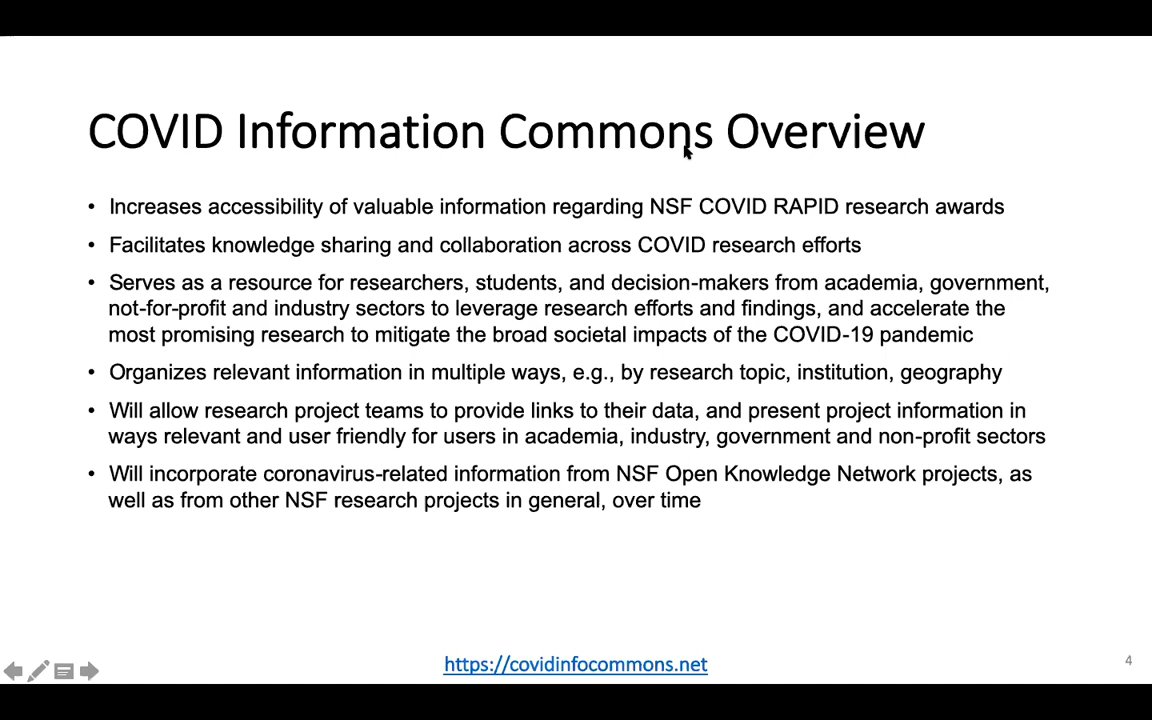 COVID Information Commons Overview
• Increases accessibility of valuable information regarding NSF COVID RAPID research awards
• Facilitates knowledge sharing and collaboration across COVID research efforts
• Serves as a resource for researchers, students, and decision-makers from academia, government,
not-for-profit and industry sectors to leverage research efforts and findings, and accelerate the
most promising research to mitigate the broad societal impacts of the COVID-19 pandemic
• Organizes relevant information in multiple ways, e.g., by research topic, institution, geography
• Will allow research project teams to provide links to their data, and present project information in
ways relevant and user friendly for users in academia, industry, government and non-profit sectors
• Will incorporate coronavirus-related information from NSF Open Knowledge Network projects, as
well as from other NSF research projects in general, over time
https://covidinfocommons.net
4